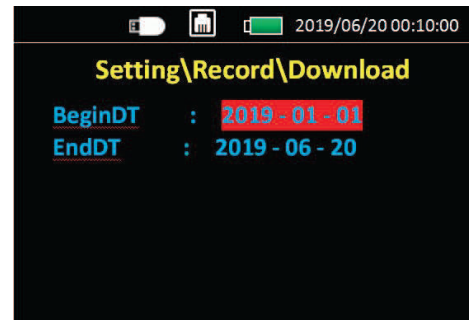 2019/06/20 00:10:00
Setting\Record\Download
BeginDT : 2019 - 01 - 01
EndDT : 2019 - 06 - 20